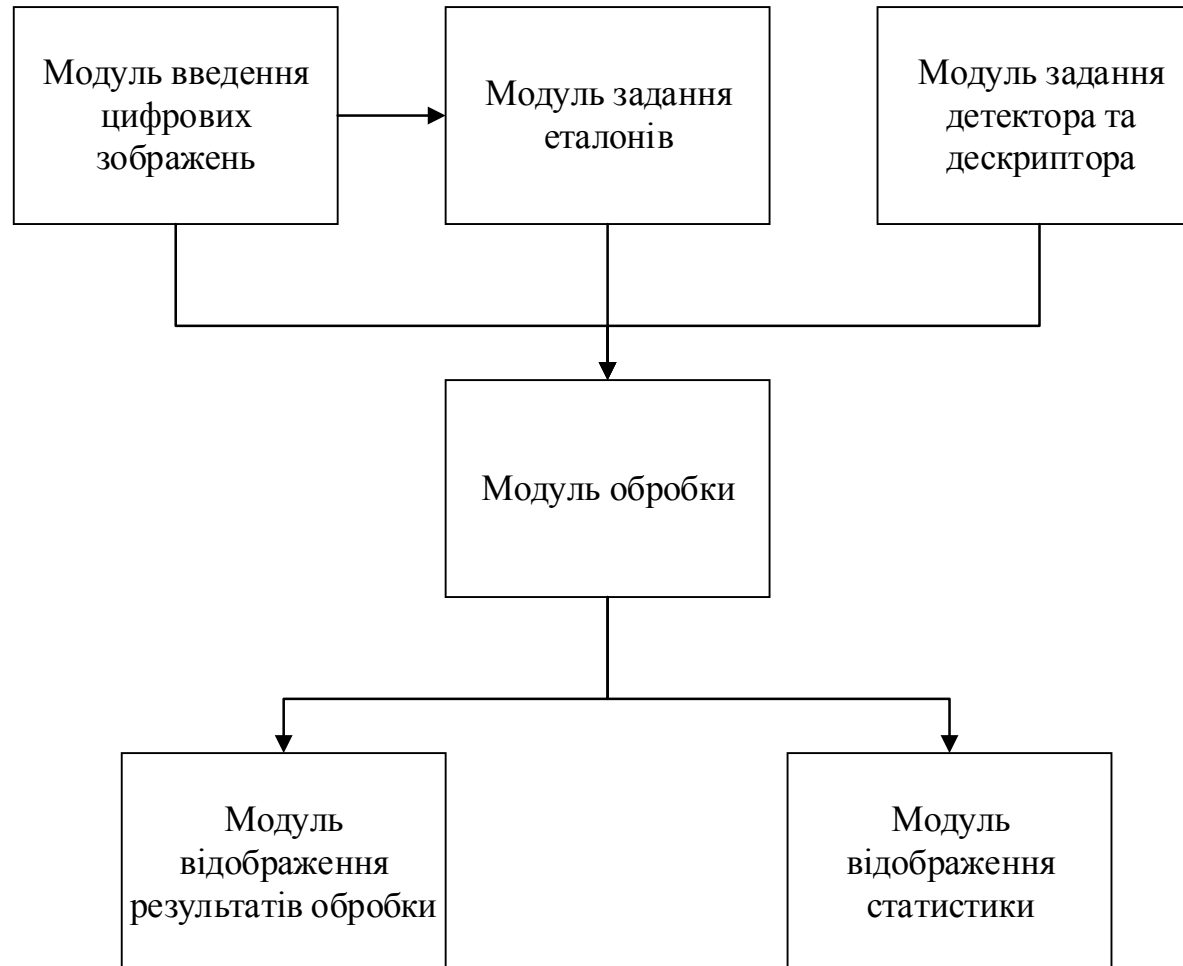 Модуль введення
цифрових
зображень
Модуль задання
еталонів
Модуль задання
детектора та
дескриптора
Модуль обробки
Модуль
відображення
результатів обробки
Модуль
відображення
статистики